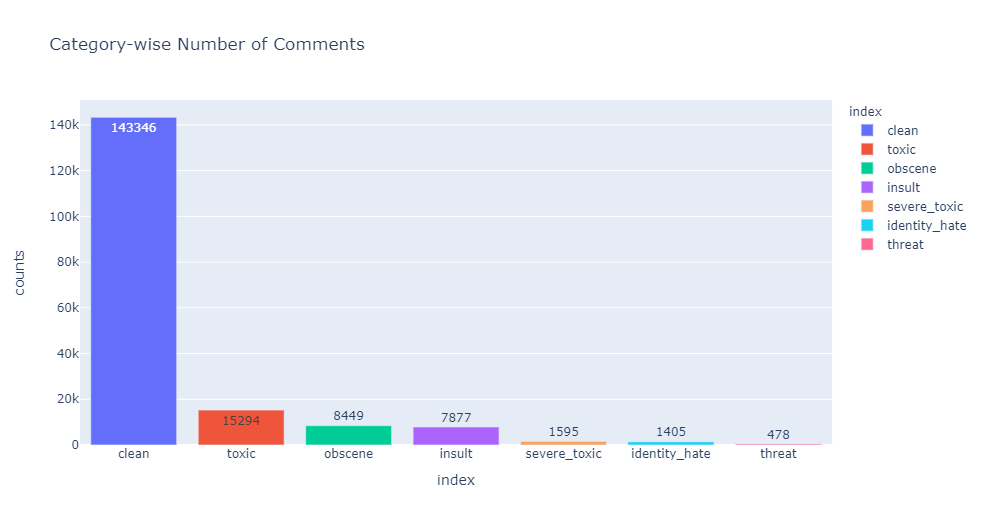 Category-wise Number of Comments
index
clean
toxic
obscene
insult
severe_toxic
identity_hate
threat
counts
140k
120k
100k
80k
60k
40k
20k
0
143346
15294
8449
7877
1595
1405
478
clean
toxic
obscene
insult
severe_toxic
identity_hate
threat
index